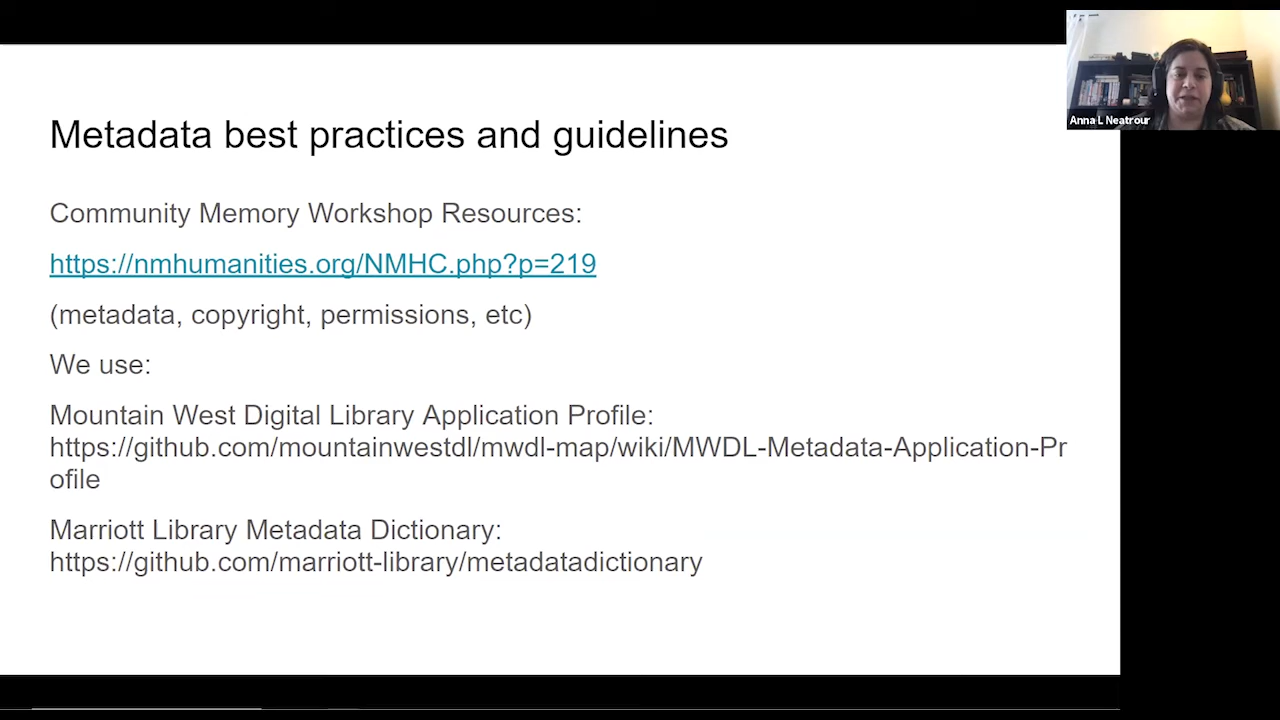 Metadata best practices and guidelines
Community Memory Workshop Resources:
https://nmhumanities.org/NMHC.php?p=219
(metadata, copyright, permissions, etc)
We use:
Mountain West Digital Library Application Profile:
https://github.com/mountainwestdl/mwdl-map/wiki/MWDL-Metadata-Application-Pr
ofile
Marriott Library Metadata Dictionary:
https://github.com/marriott-library/metadatadictionary
Anna L Neatrour